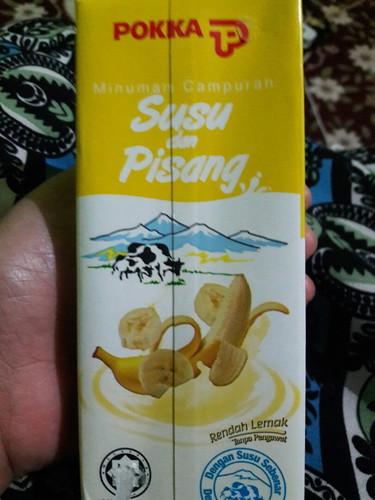 POKKA
Minuman Campuran
Susu
dan
Pisang
Rendah Lemak
Tanpa Pengawet
Dengan Susu Sebenar